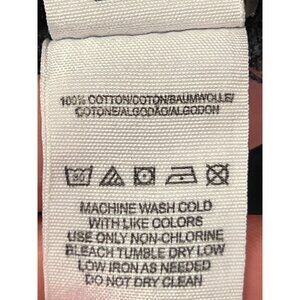 100% COTTON/COTON/BAUMWOLLE/
COTONE/ALGODÃO/ALGODON
MACHINE WASH COLD
WITH LIKE COLORS
USE ONLY NON-CHLORINE
BLEACH TUMBLE DRY LOW
LOW IRON AS NEEDED
DO NOT DRY CLEAN